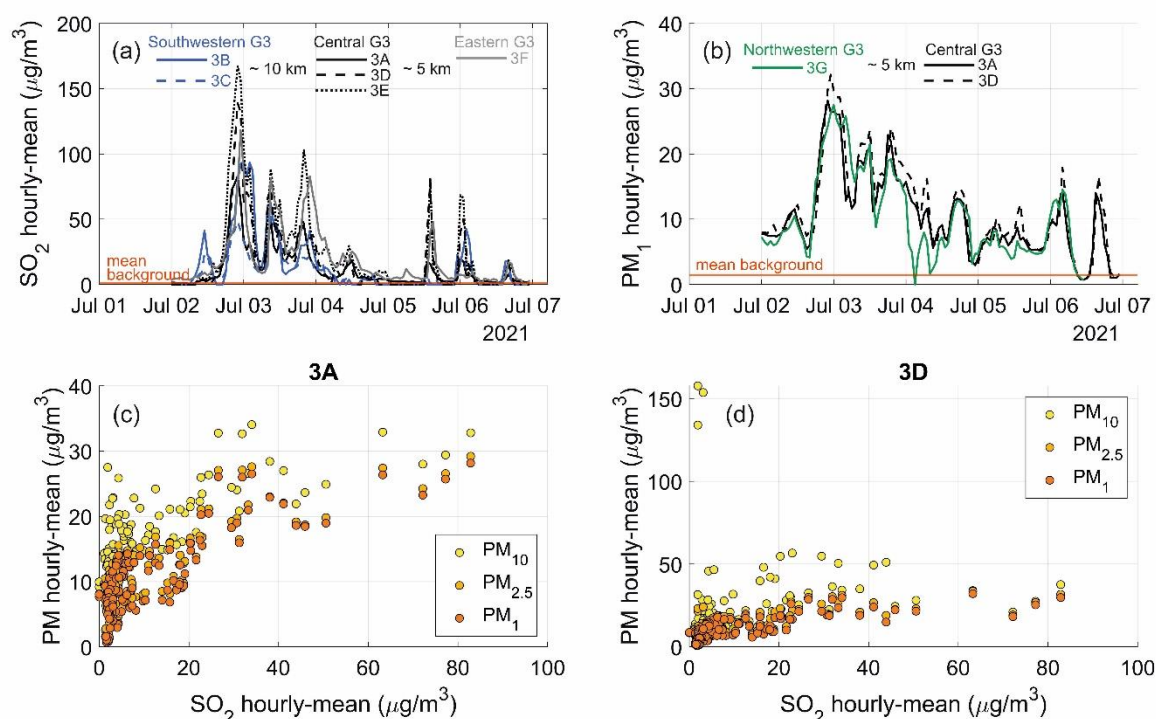 (a)
Southwestern G3
3B
3C
~ 10 km
Central G3
3A
3D
3E
~ 5 km
Eastern G3
3F
mean
background
SO2 hourly-mean (μg/m3)
200
150
100
50
0
Jul 01 Jul 02 Jul 03 Jul 04 Jul 05 Jul 06 Jul 07
2021
(b)
Northwestern G3
3G
~ 5 km
Central G3
3A
3D
mean background
PM1 hourly-mean (μg/m3)
40
30
20
10
0
Jul 01 Jul 02 Jul 03 Jul 04 Jul 05 Jul 06 Jul 07
2021
3A
(c)
PM hourly-mean (μg/m3)
40
30
20
10
0
PM10
PM2.5
PM1
0 20 40 60 80 100
SO2 hourly-mean (μg/m3)
3D
(d)
PM hourly-mean (μg/m3)
150
100
50
0
PM10
PM2.5
PM1
0 20 40 60 80 100
SO2 hourly-mean (μg/m3)